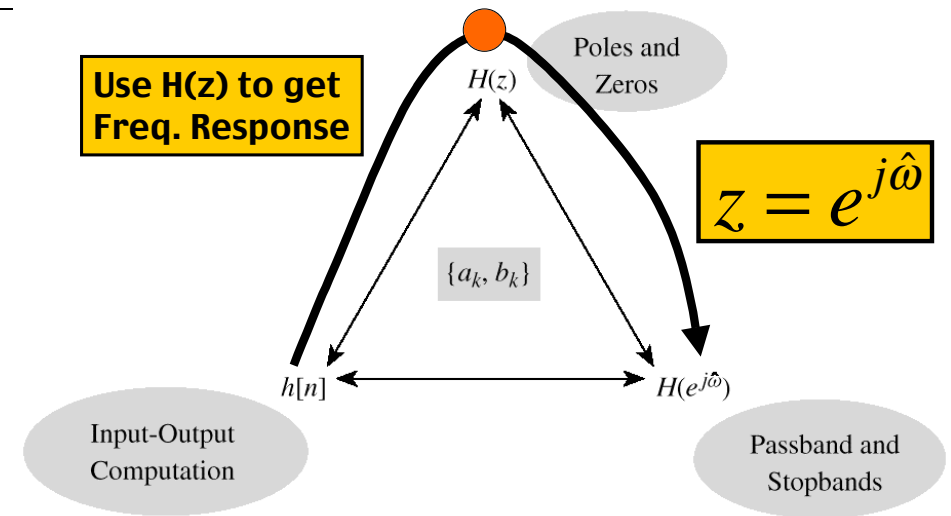 Use H(z) to get
Freq. Response
Poles and
Zeros
H(z)
z = e^{jω̂}
{a_k, b_k}
h[n]
H(e^{jω̂})
Input-Output
Computation
Passband and
Stopbands